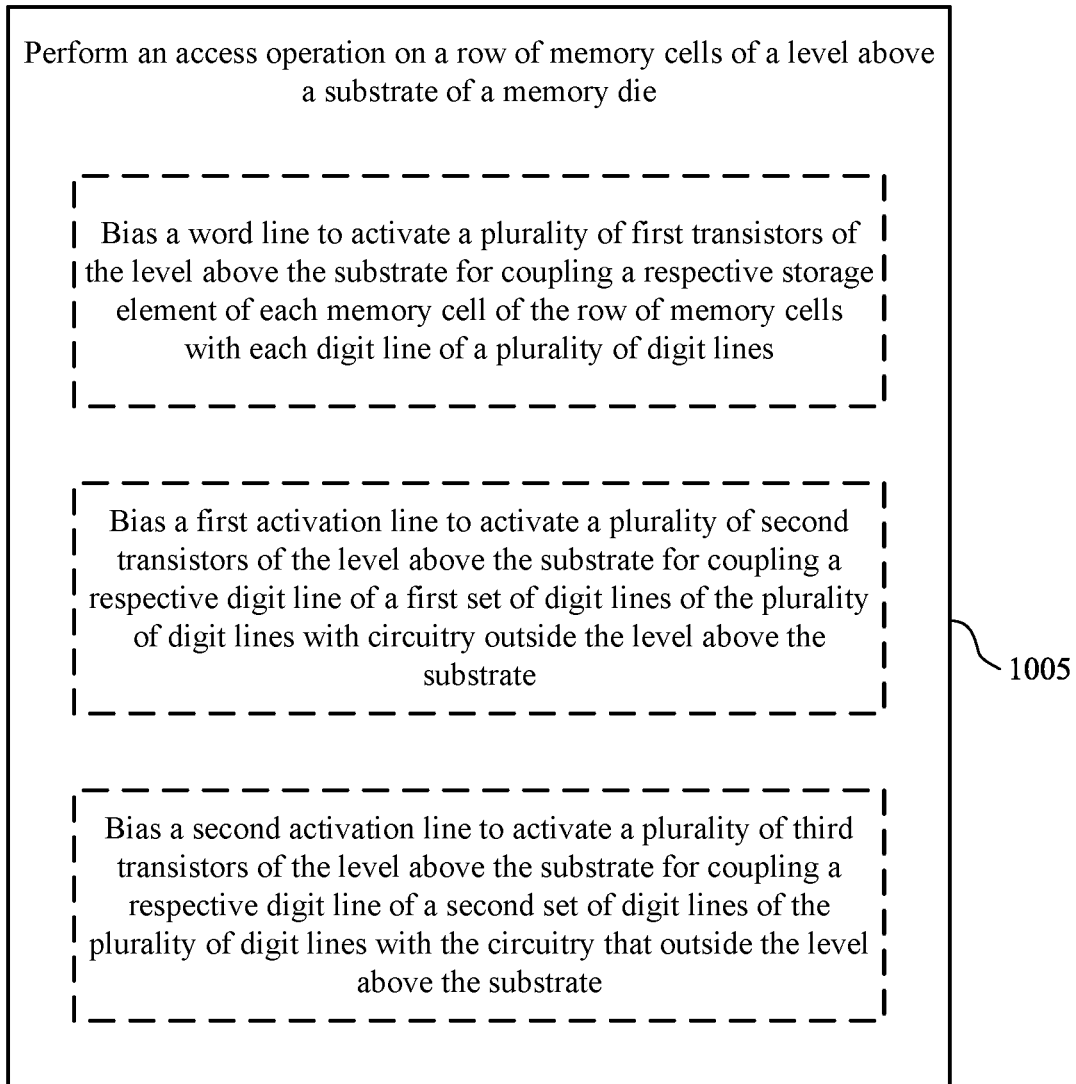 Perform an access operation on a row of memory cells of a level above
a substrate of a memory die
Bias a word line to activate a plurality of first transistors of
the level above the substrate for coupling a respective storage
element of each memory cell of the row of memory cells
with each digit line of a plurality of digit lines
Bias a first activation line to activate a plurality of second
transistors of the level above the substrate for coupling a
respective digit line of a first set of digit lines of the plurality
of digit lines with circuitry outside the level above the
substrate
1005
Bias a second activation line to activate a plurality of third
transistors of the level above the substrate for coupling a
respective digit line of a second set of digit lines of the
plurality of digit lines with the circuitry that outside the level
above the substrate